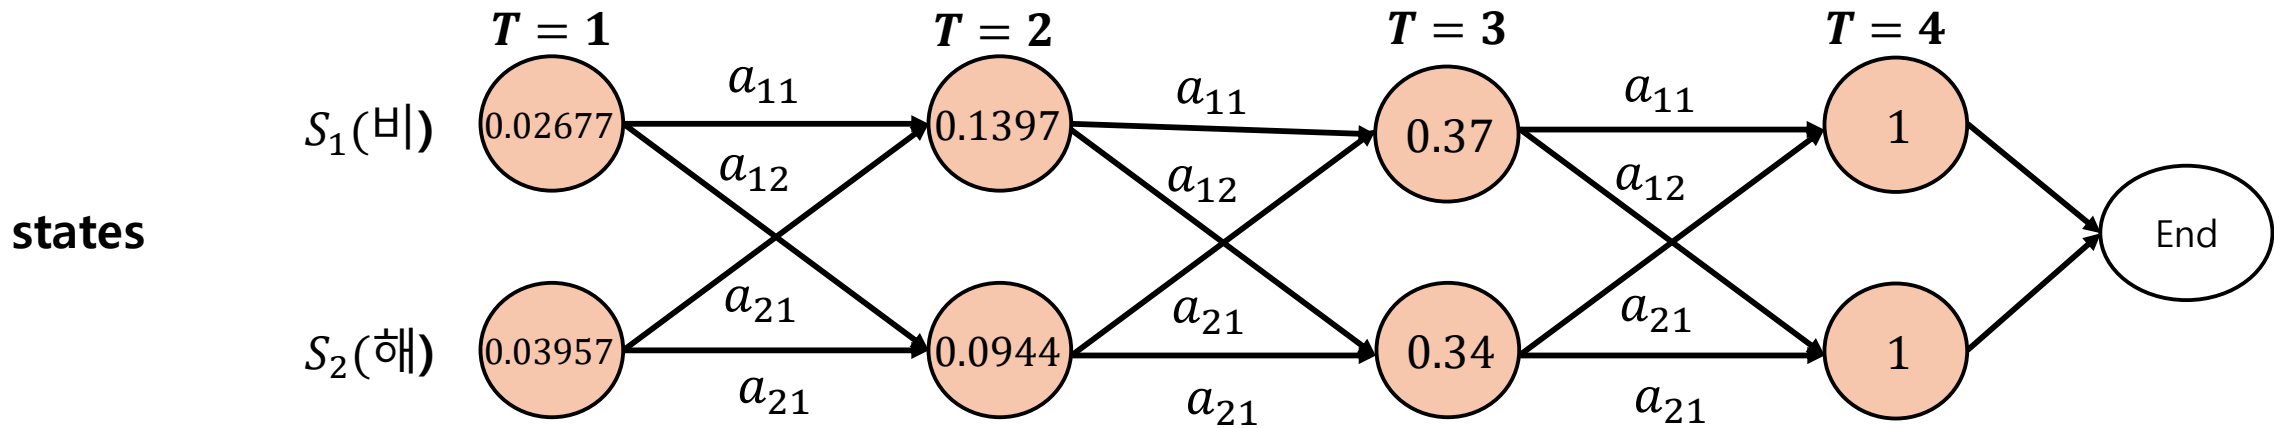 T = 1 T = 2 T = 3 T = 4
a₁₁ a₁₁ a₁₁
S₁(비) 0.02677 0.1397 0.37 1
a₁₂ a₁₂ a₁₂
states End
a₂₁ a₂₁ a₂₁
S₂(해) 0.03957 0.0944 0.34 1
a₂₁ a₂₁ a₂₁